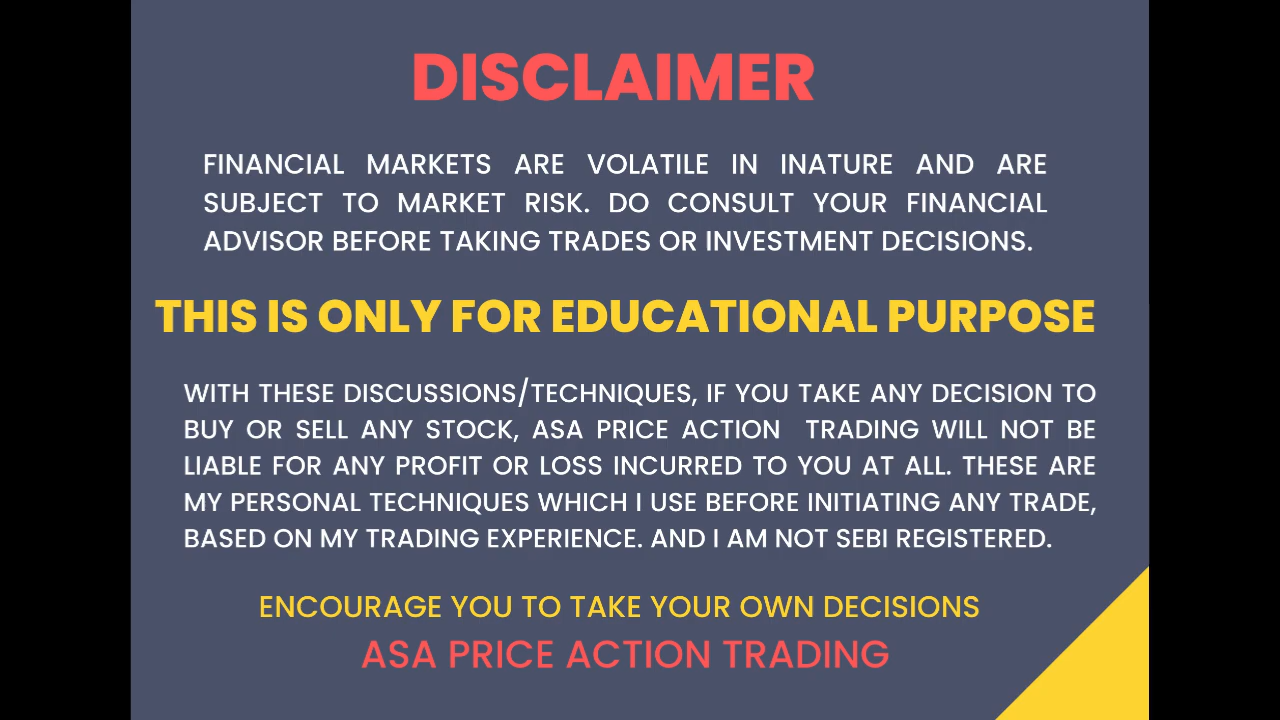 DISCLAIMER
FINANCIAL MARKETS ARE VOLATILE IN INATURE AND ARE
SUBJECT TO MARKET RISK. DO CONSULT YOUR FINANCIAL
ADVISOR BEFORE TAKING TRADES OR INVESTMENT DECISIONS.
THIS IS ONLY FOR EDUCATIONAL PURPOSE
WITH THESE DISCUSSIONS/TECHNIQUES, IF YOU TAKE ANY DECISION TO
BUY OR SELL ANY STOCK, ASA PRICE ACTION TRADING WILL NOT BE
LIABLE FOR ANY PROFIT OR LOSS INCURRED TO YOU AT ALL. THESE ARE
MY PERSONAL TECHNIQUES WHICH I USE BEFORE INITIATING ANY TRADE,
BASED ON MY TRADING EXPERIENCE. AND I AM NOT SEBI REGISTERED.
ENCOURAGE YOU TO TAKE YOUR OWN DECISIONS
ASA PRICE ACTION TRADING